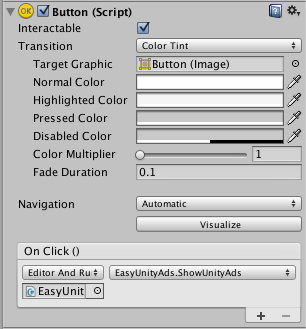 OK Button (Script)
Interactable
Transition Color Tint
Target Graphic Button (Image)
Normal Color
Highlighted Color
Pressed Color
Disabled Color
Color Multiplier 1
Fade Duration 0.1
Navigation Automatic
Visualize
On Click ()
Editor And Ru EasyUnityAds.ShowUnityAds
EasyUnit
+ −